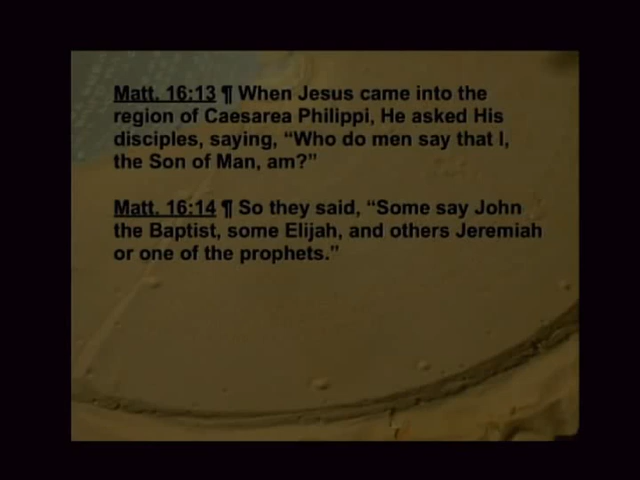 Matt. 16:13 ¶ When Jesus came into the
region of Caesarea Philippi, He asked His
disciples, saying, “Who do men say that I,
the Son of Man, am?”
Matt. 16:14 ¶ So they said, “Some say John
the Baptist, some Elijah, and others Jeremiah
or one of the prophets.”